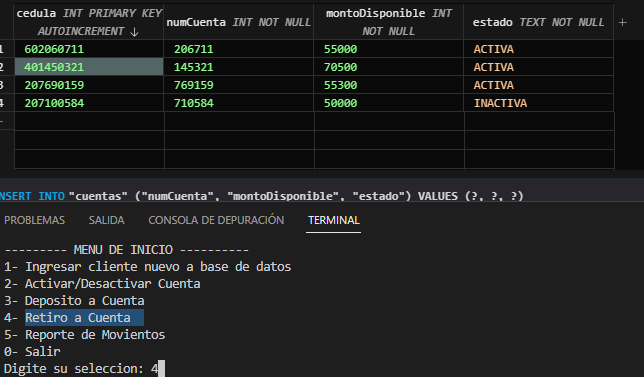 cedula INT PRIMARY KEY AUTOINCREMENT ↓ numCuenta INT NOT NULL montoDisponible INT NOT NULL estado TEXT NOT NULL +
1 602060711 206711 55000 ACTIVA
2 401450321 145321 70500 ACTIVA
3 207690159 769159 55300 ACTIVA
4 207100584 710584 50000 INACTIVA
NSERT INTO "cuentas" ("numCuenta", "montoDisponible", "estado") VALUES (?, ?, ?)
PROBLEMAS SALIDA CONSOLA DE DEPURACIÓN TERMINAL
--------- MENU DE INICIO ----------
1- Ingresar cliente nuevo a base de datos
2- Activar/Desactivar Cuenta
3- Deposito a Cuenta
4- Retiro a Cuenta
5- Reporte de Movientos
0- Salir
Digite su seleccion: 4